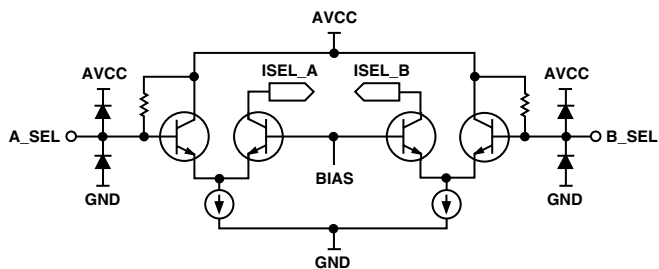 AVCC
ISEL_A ISEL_B
AVCC AVCC
A_SEL B_SEL
BIAS
GND GND
GND